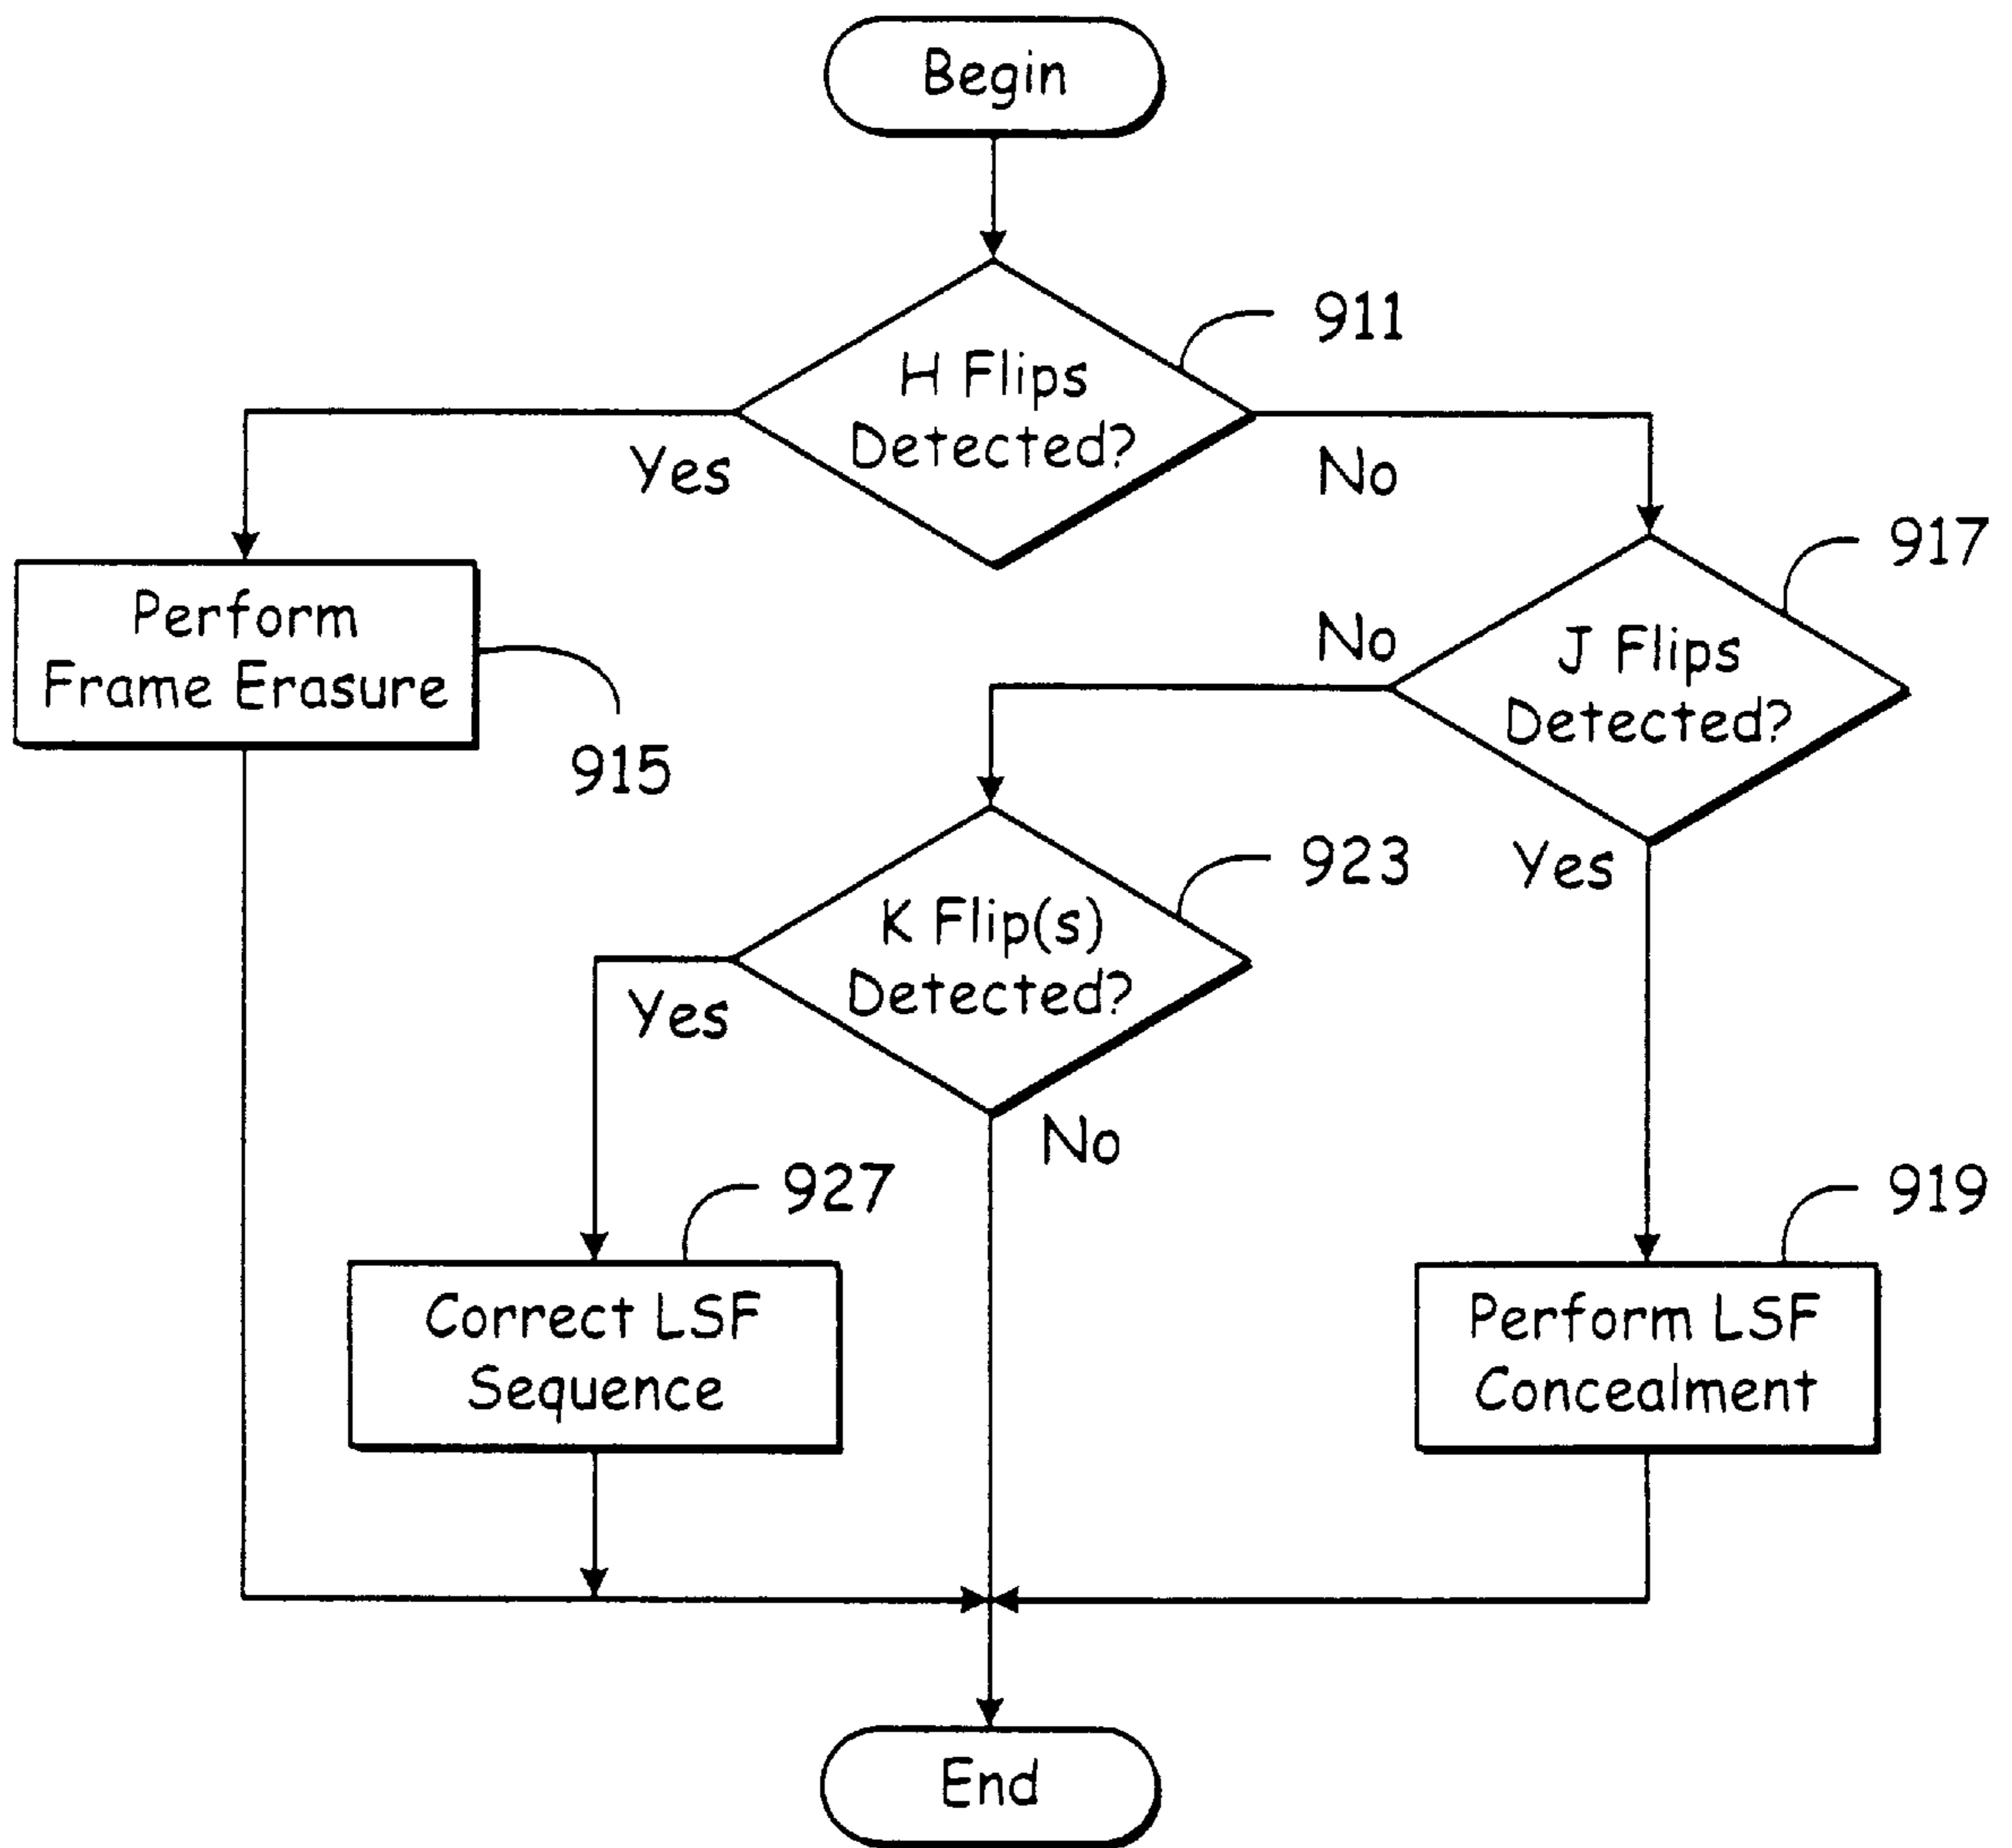 Begin
911
H Flips
Detected?
Yes
No
917
Perform
Frame Erasure
915
No
J Flips
Detected?
Yes
923
K Flip(s)
Detected?
Yes
No
927
919
Correct LSF
Sequence
Perform LSF
Concealment
End